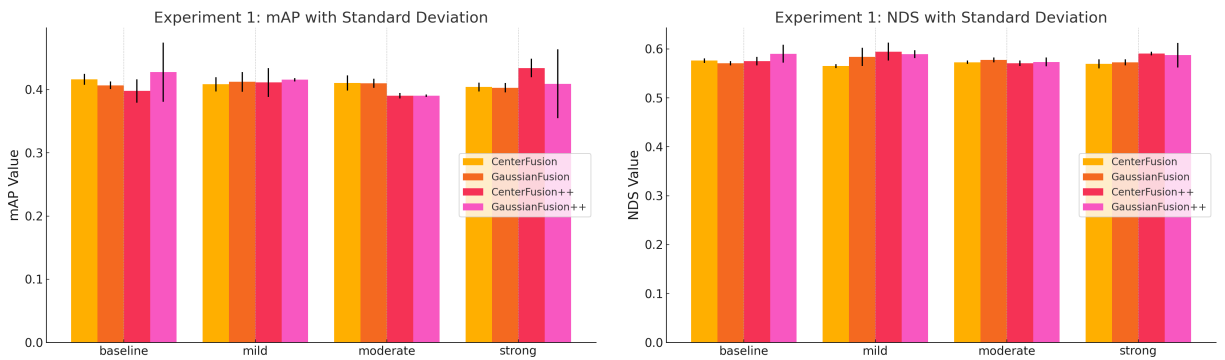 Experiment 1: mAP with Standard Deviation
mAP Value
0.4
0.3
0.2
0.1
0.0
CenterFusion
GaussianFusion
CenterFusion++
GaussianFusion++
baseline
mild
moderate
strong
Experiment 1: NDS with Standard Deviation
NDS Value
0.6
0.5
0.4
0.3
0.2
0.1
0.0
CenterFusion
GaussianFusion
CenterFusion++
GaussianFusion++
baseline
mild
moderate
strong